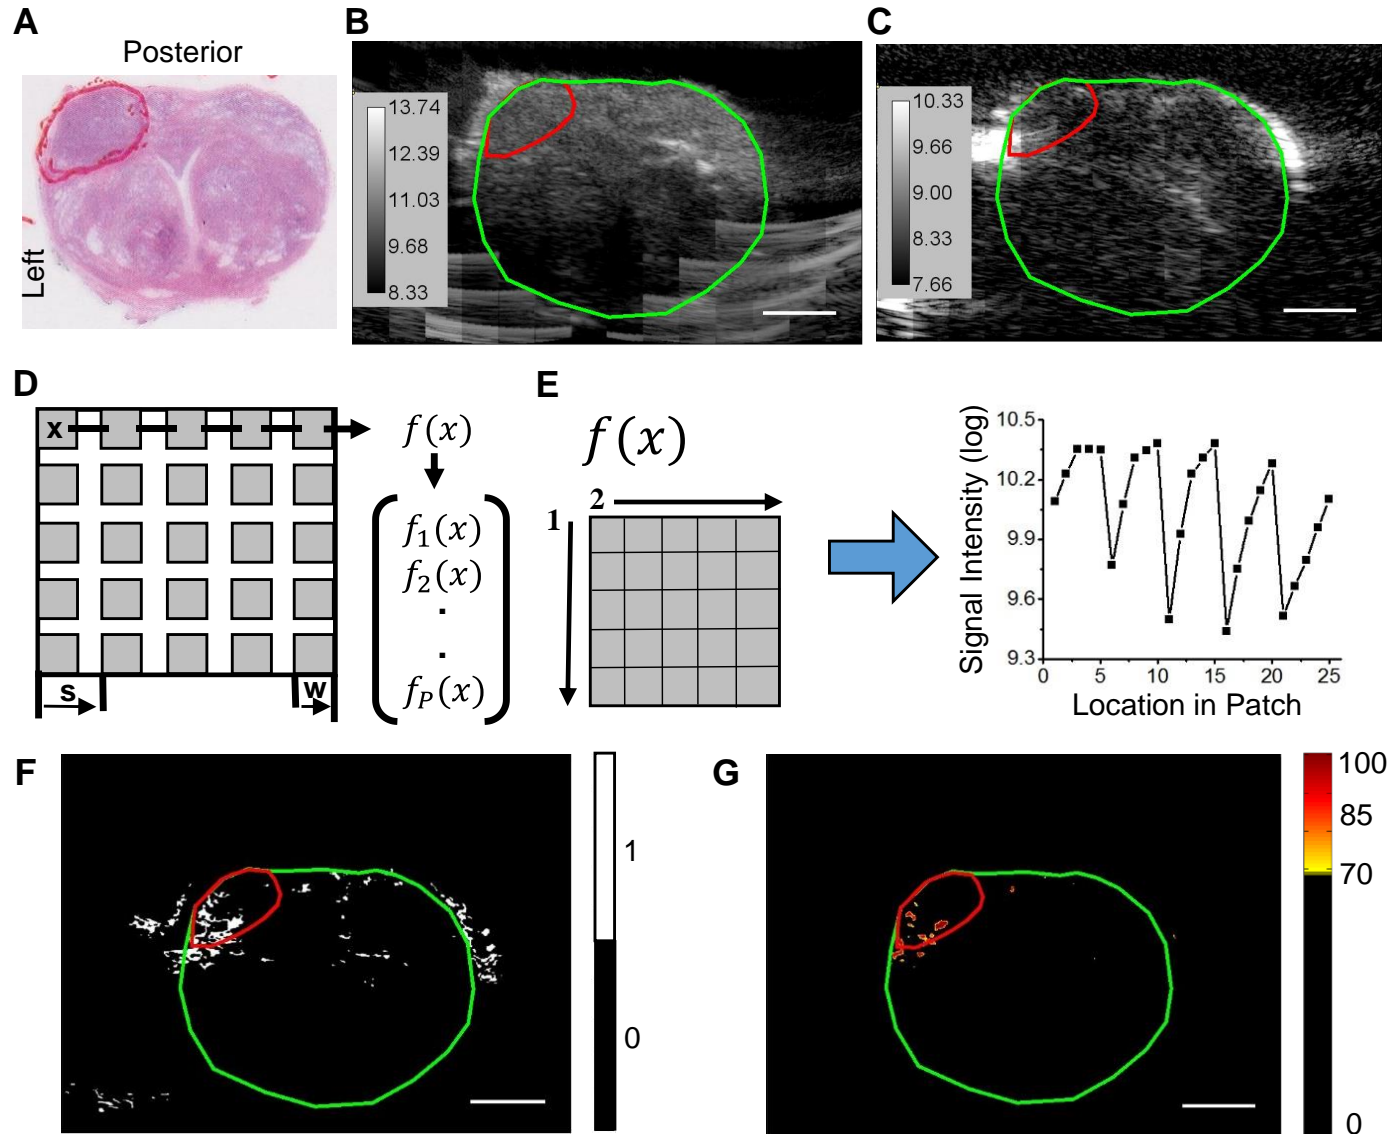 A
Posterior
Left
B
13.74
12.39
11.03
9.68
8.33
C
10.33
9.66
9.00
8.33
7.66
D
x
f(x)
f₁(x)
f₂(x)
.
.
f_P(x)
s
w
E
f(x)
2
1
Signal Intensity (log)
10.5
10.2
9.9
9.6
9.3
0 5 10 15 20 25
Location in Patch
F
1
0
G
100
85
70
0